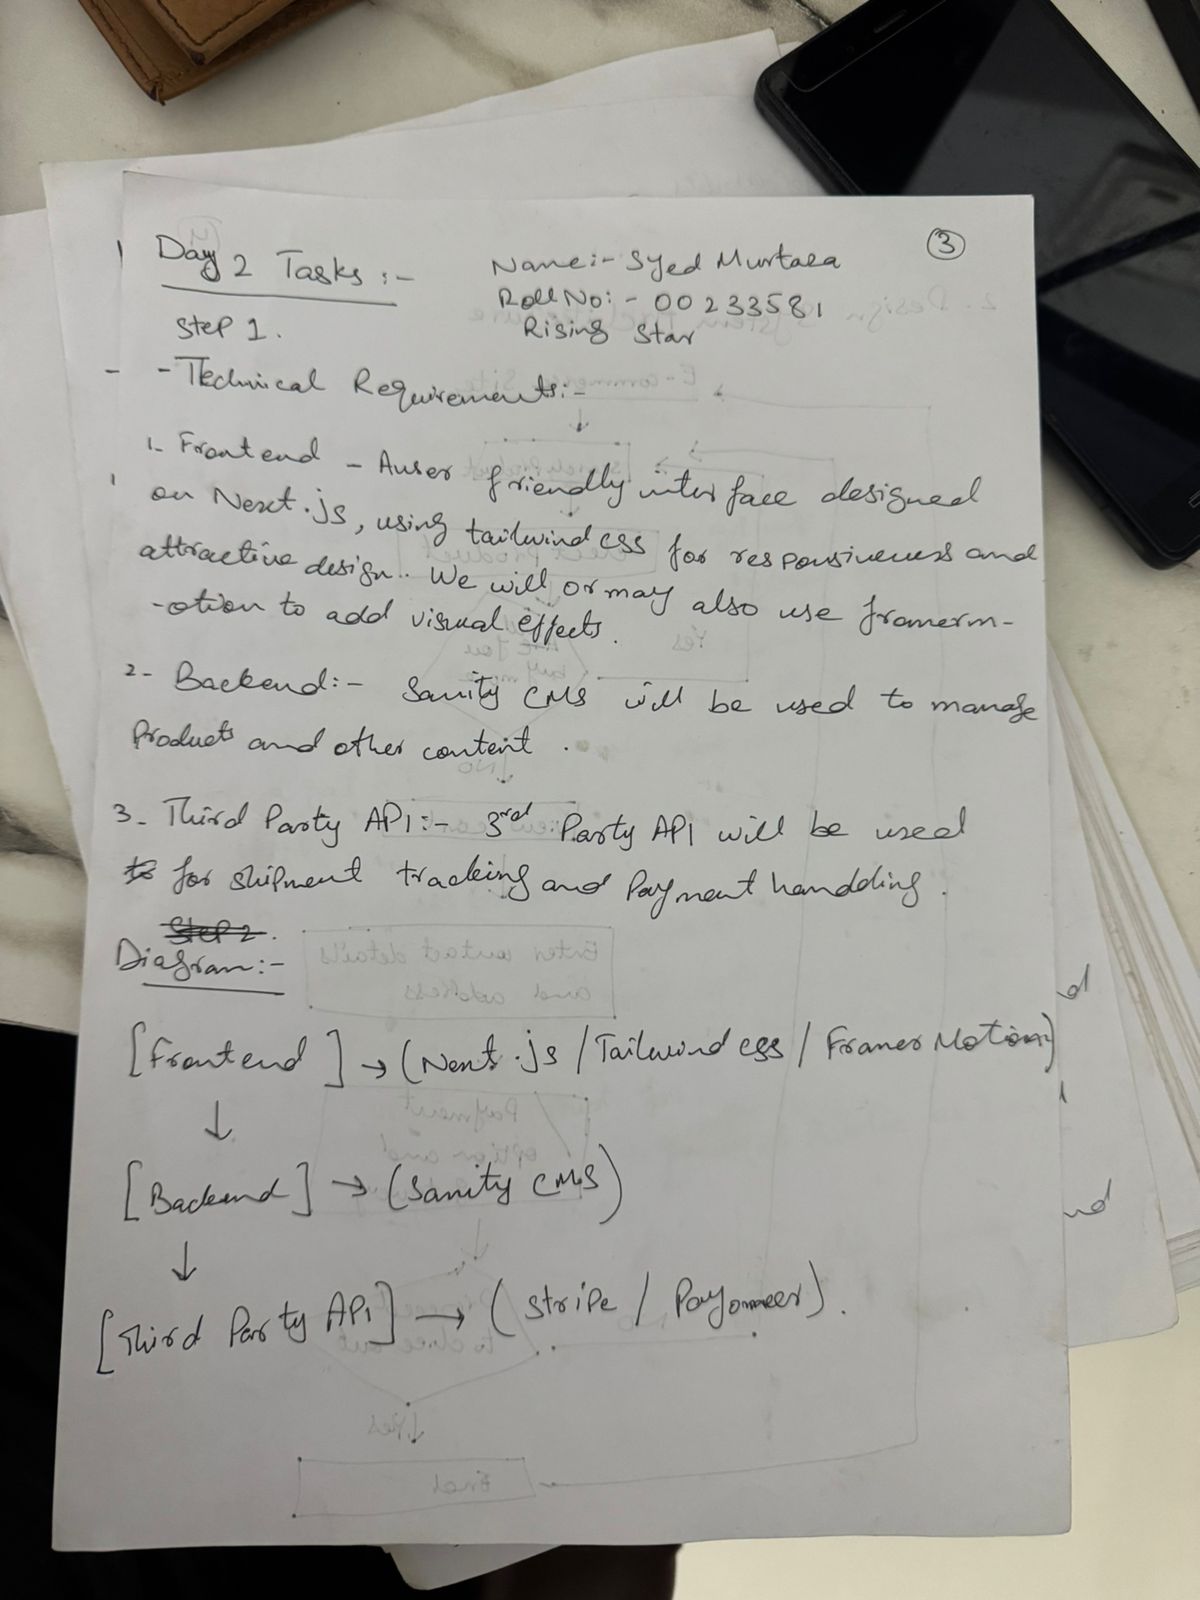 Day 2 Tasks :-
Name:- Syed Murtaza
3
Roll No:- 00233581
Step 1.
Rising Star
- - Technical Requirements:-
1- Frontend - A user friendly interface designed
on Next.js, using tailwind css for responsiveness and
attractive design.. We will or may also use framerm-
-otion to add visual effects.
2- Backend:- Sanity CMS will be used to manage
Products and other content .
3- Third Party API:- 3rd Party API will be used
to for shipment tracking and Payment handdling .
Step 2.
Diagram:-
[Frontend] → (Next.js / Tailwind css / Framer Motion)
↓
[Backend] → (Sanity CMS)
↓
[Third Party API] → (Stripe / Payoneer).